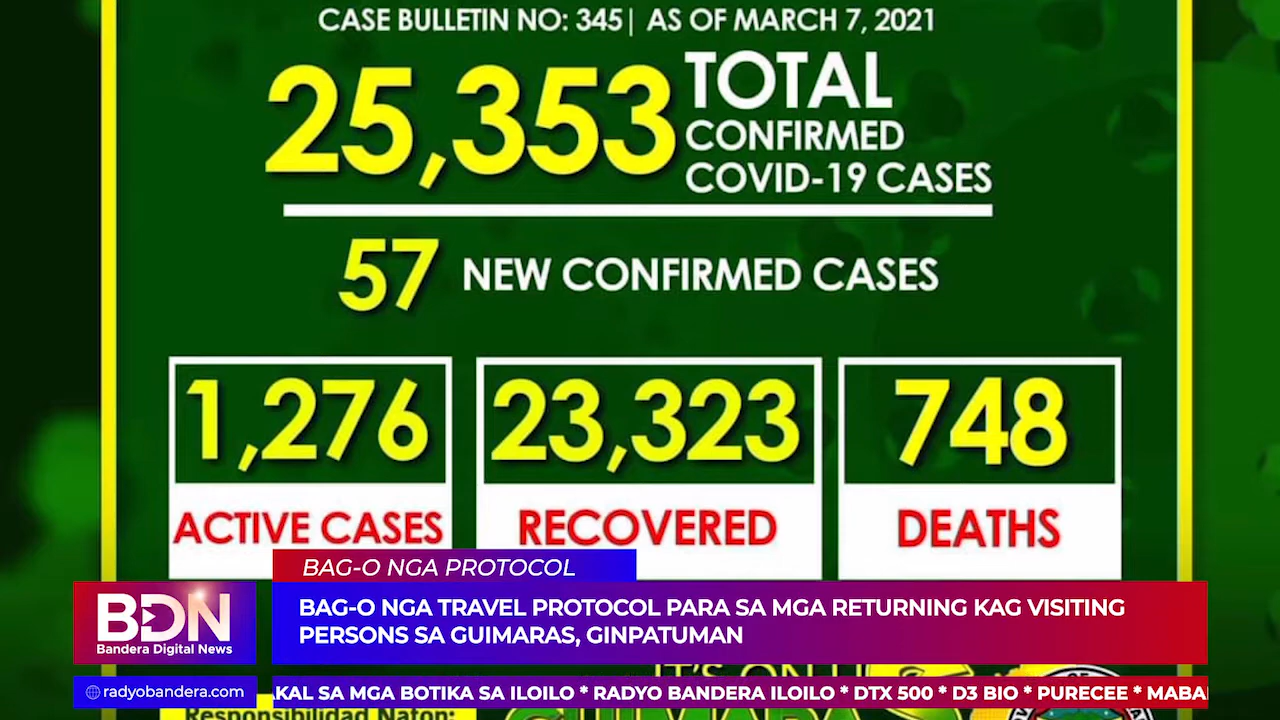 CASE BULLETIN NO: 345| AS OF MARCH 7, 2021
25,353 TOTAL
CONFIRMED
COVID-19 CASES
57 NEW CONFIRMED CASES
1,276 23,323 748
ACTIVE CASES RECOVERED DEATHS
BAG-O NGA PROTOCOL
BDN
Bandera Digital News
BAG-O NGA TRAVEL PROTOCOL PARA SA MGA RETURNING KAG VISITING
PERSONS SA GUIMARAS, GINPATUMAN
IT'S ONLY
radyobandera.com
AKAL SA MGA BOTIKA SA ILOILO * RADYO BANDERA ILOILO * DTX 500 * D3 BIO * PURECEE * MABA
Responsibilidad Naton: